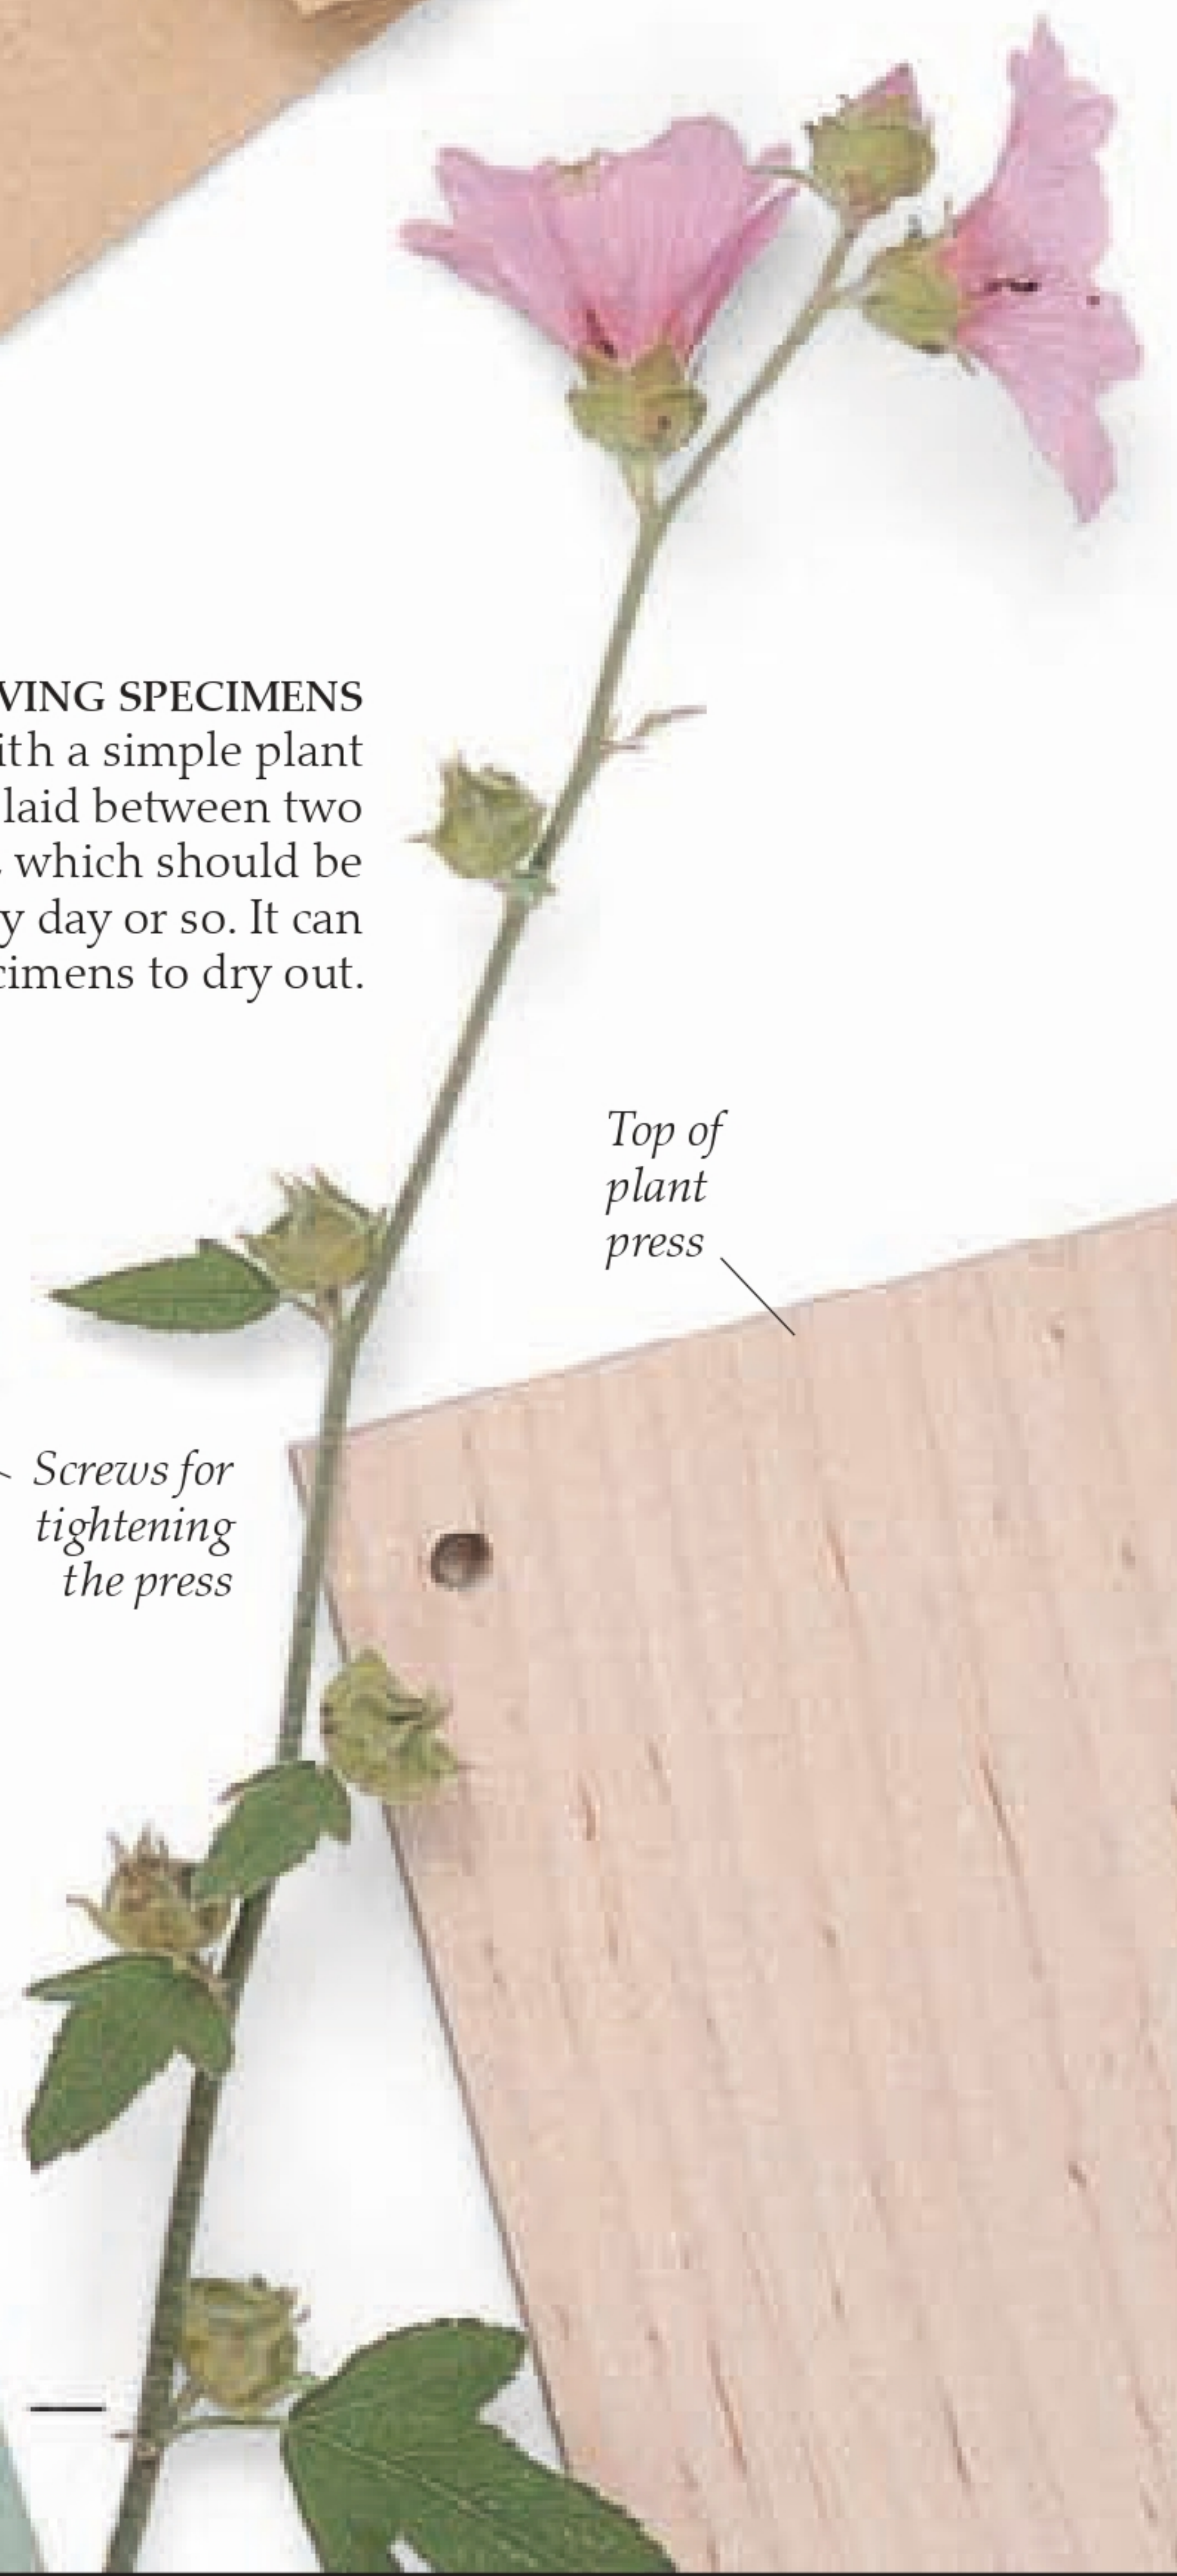 VING SPECIMENS
ith a simple plant
laid between two
which should be
y day or so. It can
cimens to dry out.
Top of
plant
press
Screws for
tightening
the press